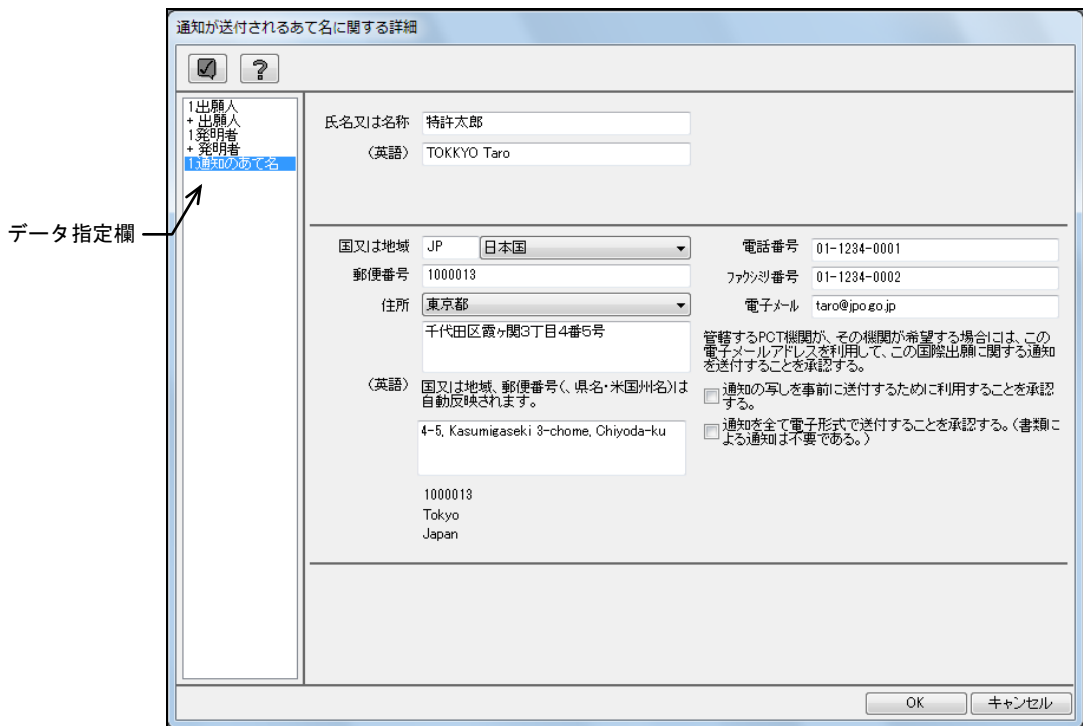 通知が送付されるあて名に関する詳細
1出願人
+ 出願人
1発明者
+ 発明者
1通知のあて名
データ指定欄
氏名又は名称 特許太郎
(英語) TOKKYO Taro
国又は地域 JP 日本国
郵便番号 1000013
住所 東京都
千代田区霞ヶ関3丁目4番5号
(英語) 国又は地域、郵便番号(、県名・米国州名)は
自動反映されます。
4-5, Kasumigaseki 3-chome, Chiyoda-ku
1000013
Tokyo
Japan
電話番号 01-1234-0001
ファクシミリ番号 01-1234-0002
電子メール taro@jpo.go.jp
管轄するPCT機関が、その機関が希望する場合には、この
電子メールアドレスを利用して、この国際出願に関する通知
を送付することを承認する。
通知の写しを事前に送付するために利用することを承認
する。
通知を全て電子形式で送付することを承認する。(書類に
よる通知は不要である。)
OK
キャンセル